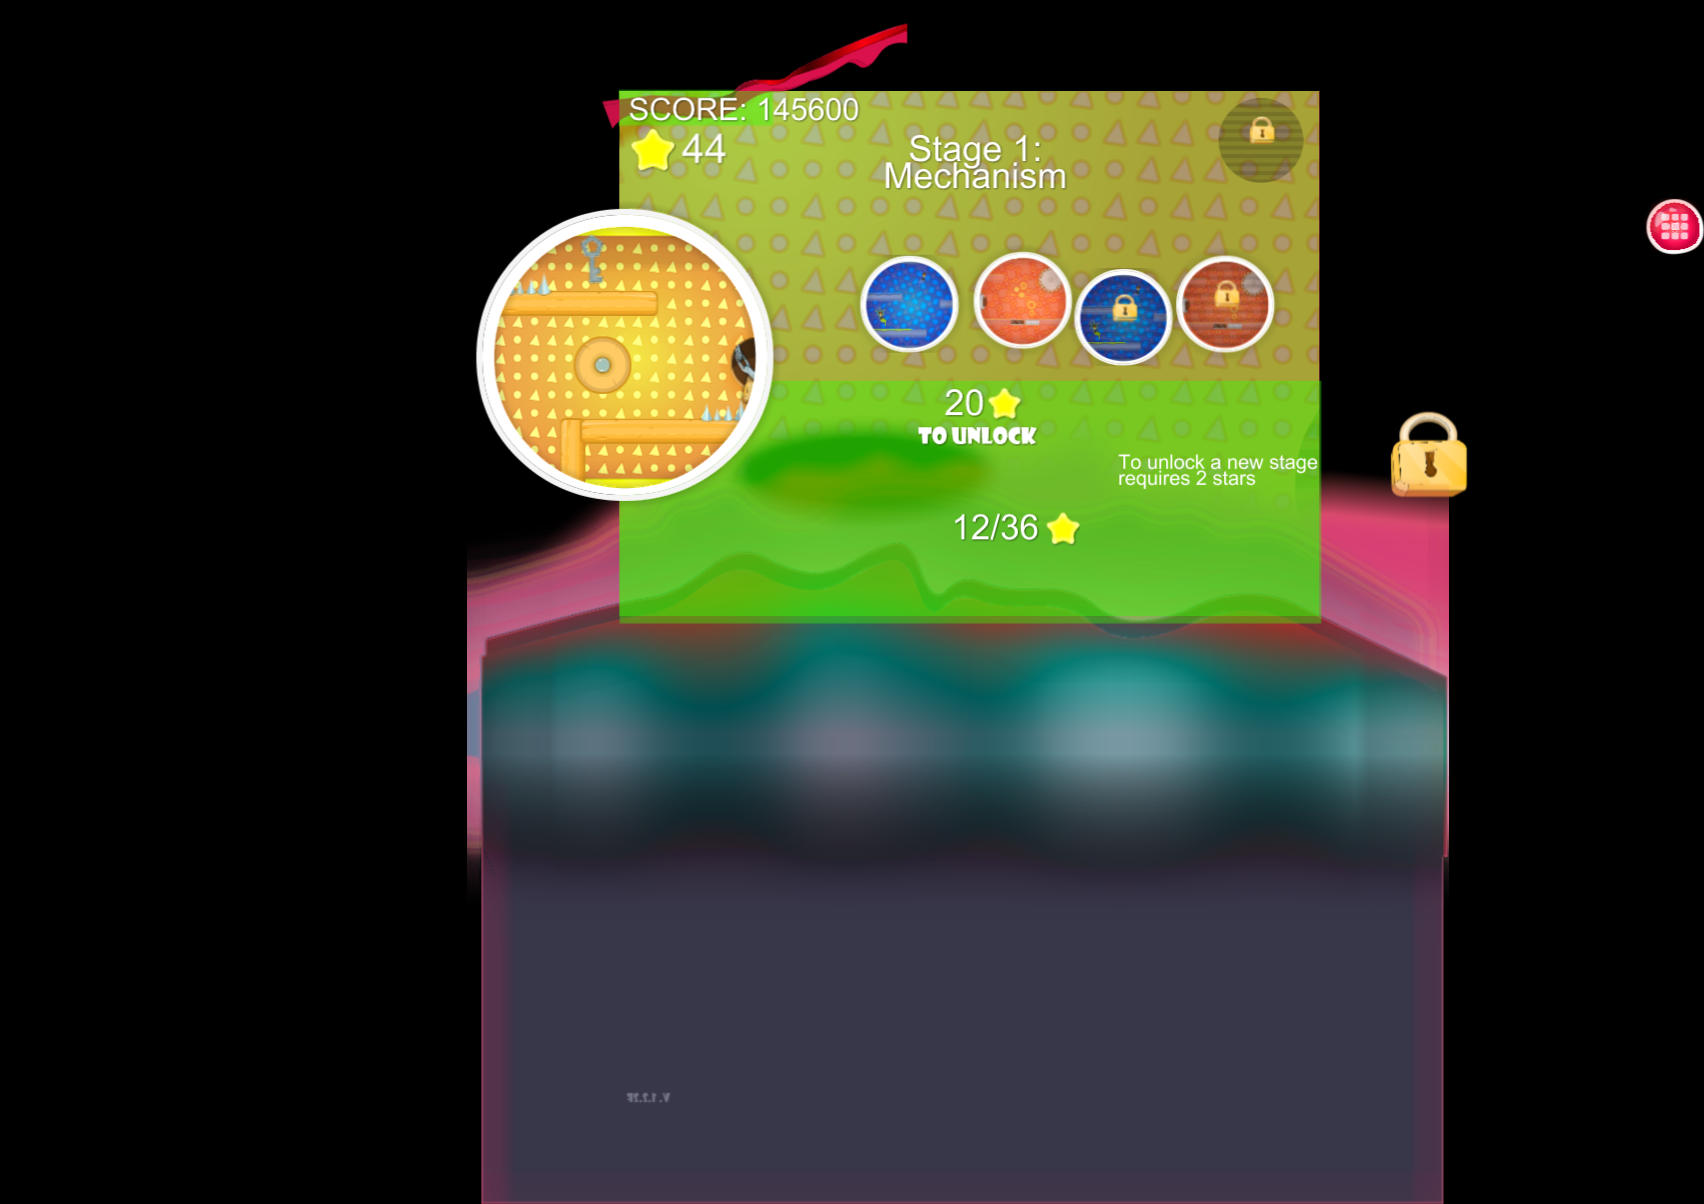 SCORE: 145600
44
Stage 1:
Mechanism
20
TO UNLOCK
To unlock a new stage
requires 2 stars
12/36